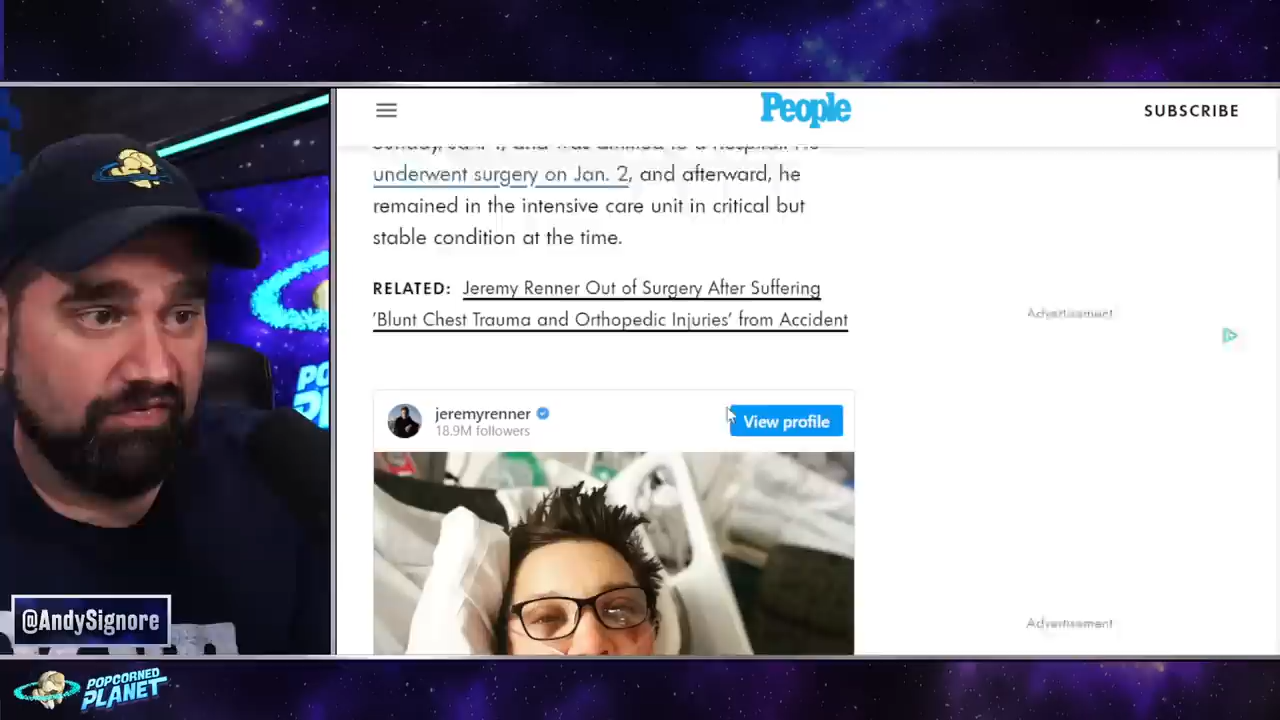 People
SUBSCRIBE
underwent surgery on Jan. 2, and afterward, he
remained in the intensive care unit in critical but
stable condition at the time.
RELATED: Jeremy Renner Out of Surgery After Suffering
'Blunt Chest Trauma and Orthopedic Injuries' from Accident
Advertisement
jeremyrenner
18.9M followers
View profile
Advertisement
@AndySignore
POPCORNED
PLANET